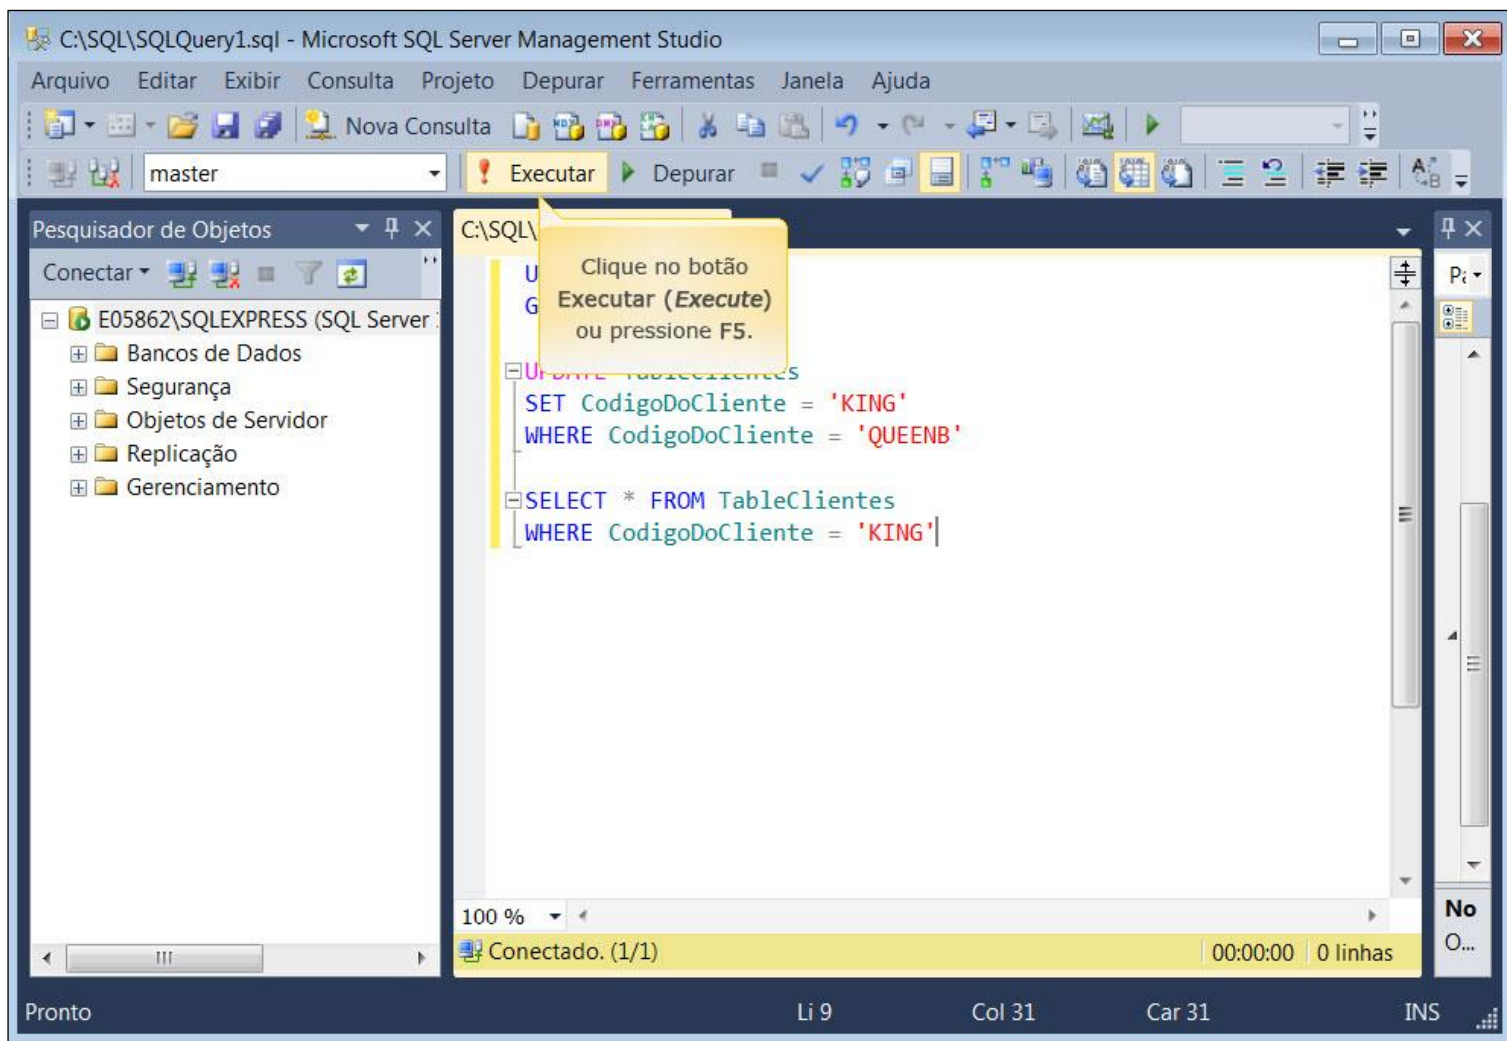 C:\SQL\SQLQuery1.sql - Microsoft SQL Server Management Studio
Arquivo Editar Exibir Consulta Projeto Depurar Ferramentas Janela Ajuda
Nova Consulta
master
Executar
Depurar
Pesquisador de Objetos
Conectar
E05862\SQLEXPRESS (SQL Server
Bancos de Dados
Segurança
Objetos de Servidor
Replicação
Gerenciamento
C:\SQL\
Clique no botão
Executar (Execute)
ou pressione F5.
UPDATE TableClientes
SET CodigoDoCliente = 'KING'
WHERE CodigoDoCliente = 'QUEENB'
SELECT * FROM TableClientes
WHERE CodigoDoCliente = 'KING'
100 %
Conectado. (1/1)
00:00:00
0 linhas
No
O...
Pronto
Li 9
Col 31
Car 31
INS